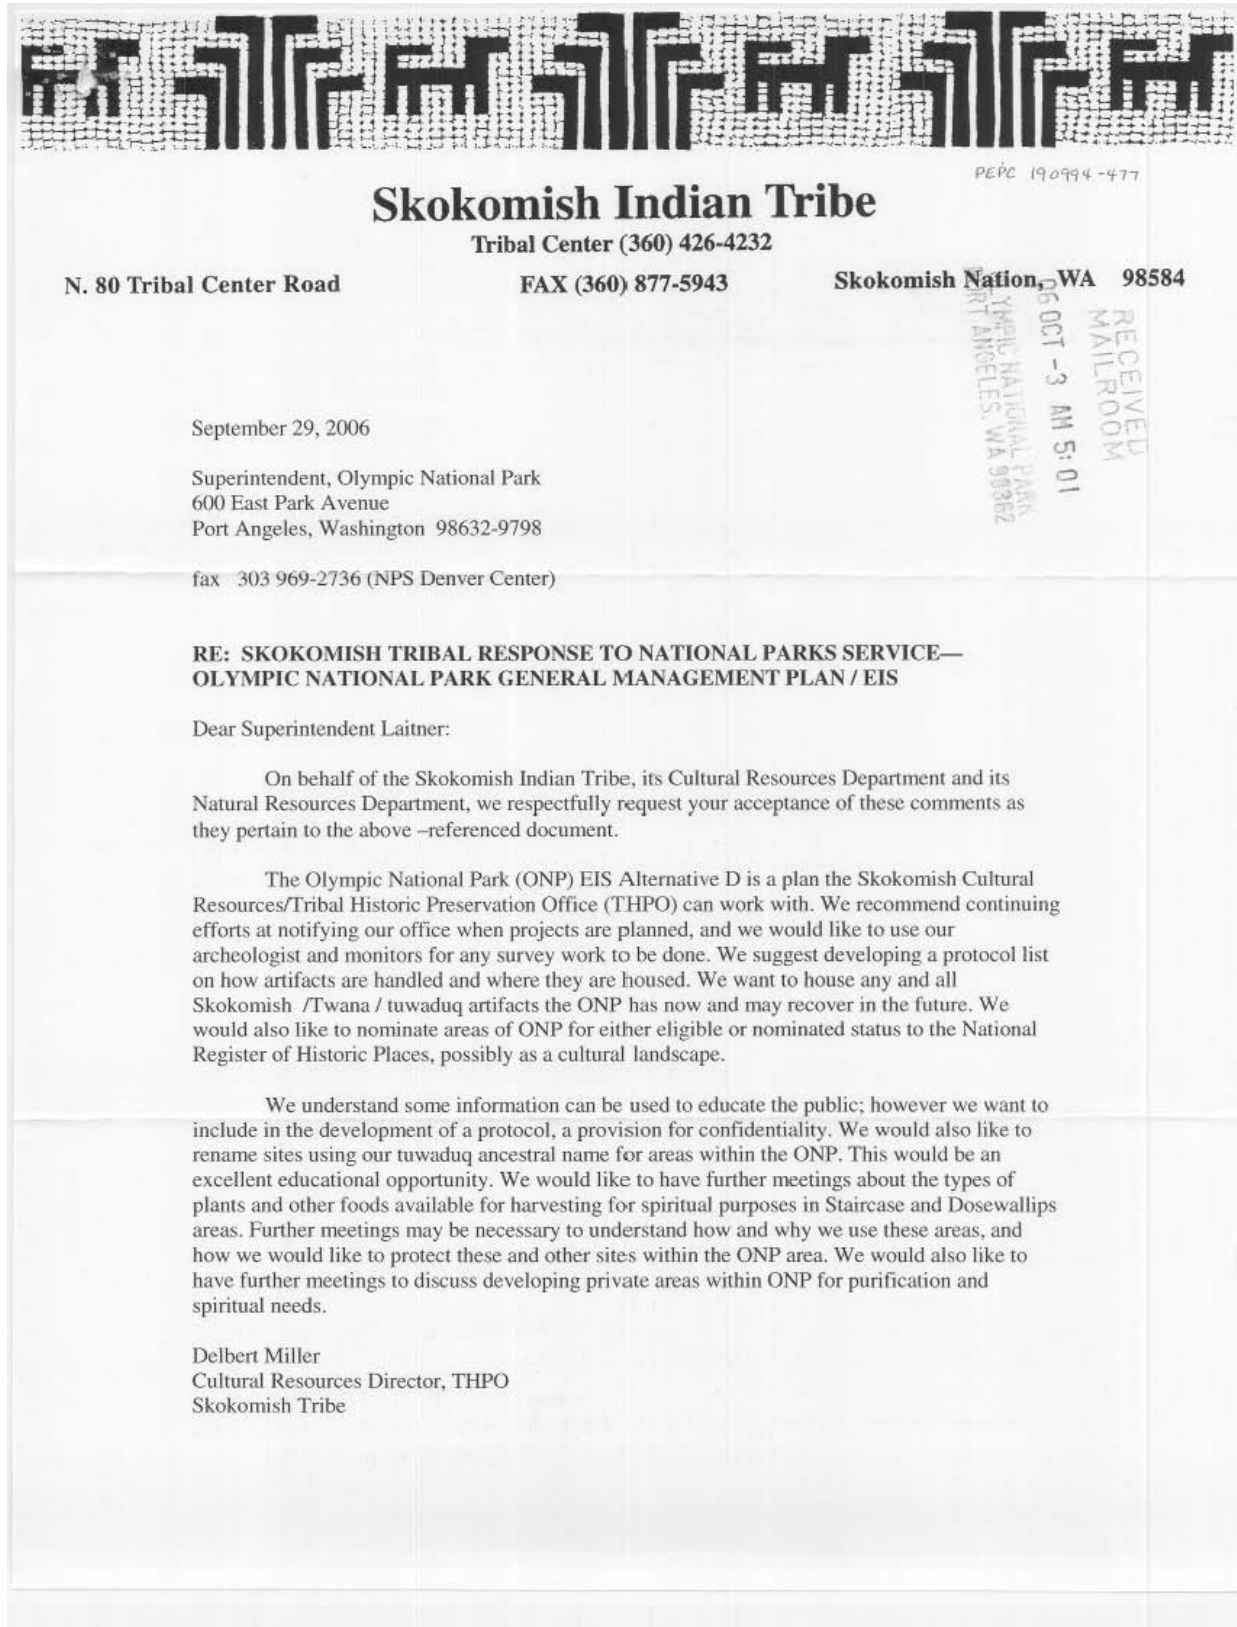 PEPC 190994-477
Skokomish Indian Tribe
Tribal Center (360) 426-4232
N. 80 Tribal Center Road FAX (360) 877-5943 Skokomish Nation, WA 98584
RECEIVED
MAILROOM
06 OCT -3 AM 5:01
OLYMPIC NATIONAL PARK
PORT ANGELES, WA 98362
September 29, 2006
Superintendent, Olympic National Park
600 East Park Avenue
Port Angeles, Washington 98632-9798
fax 303 969-2736 (NPS Denver Center)
RE: SKOKOMISH TRIBAL RESPONSE TO NATIONAL PARKS SERVICE—
OLYMPIC NATIONAL PARK GENERAL MANAGEMENT PLAN / EIS
Dear Superintendent Laitner:
On behalf of the Skokomish Indian Tribe, its Cultural Resources Department and its
Natural Resources Department, we respectfully request your acceptance of these comments as
they pertain to the above –referenced document.
The Olympic National Park (ONP) EIS Alternative D is a plan the Skokomish Cultural
Resources/Tribal Historic Preservation Office (THPO) can work with. We recommend continuing
efforts at notifying our office when projects are planned, and we would like to use our
archeologist and monitors for any survey work to be done. We suggest developing a protocol list
on how artifacts are handled and where they are housed. We want to house any and all
Skokomish /Twana / tuwaduq artifacts the ONP has now and may recover in the future. We
would also like to nominate areas of ONP for either eligible or nominated status to the National
Register of Historic Places, possibly as a cultural landscape.
We understand some information can be used to educate the public; however we want to
include in the development of a protocol, a provision for confidentiality. We would also like to
rename sites using our tuwaduq ancestral name for areas within the ONP. This would be an
excellent educational opportunity. We would like to have further meetings about the types of
plants and other foods available for harvesting for spiritual purposes in Staircase and Dosewallips
areas. Further meetings may be necessary to understand how and why we use these areas, and
how we would like to protect these and other sites within the ONP area. We would also like to
have further meetings to discuss developing private areas within ONP for purification and
spiritual needs.
Delbert Miller
Cultural Resources Director, THPO
Skokomish Tribe